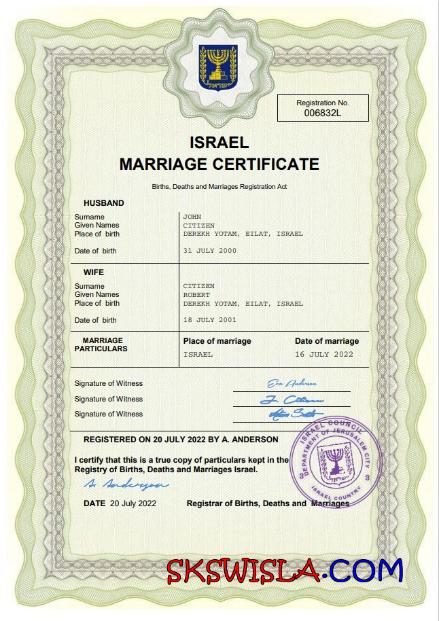 Registration No.
006832L
ISRAEL
MARRIAGE CERTIFICATE
Births, Deaths and Marriages Registration Act
HUSBAND
Surname JOHN
Given Names CITIZEN
Place of birth DEREKH YOTAM, EILAT, ISRAEL
Date of birth 31 JULY 2000
WIFE
Surname CITIZEN
Given Names ROBERT
Place of birth DEREKH YOTAM, EILAT, ISRAEL
Date of birth 18 JULY 2001
MARRIAGE PARTICULARS
Place of marriage Date of marriage
ISRAEL 16 JULY 2022
Signature of Witness
Signature of Witness
Signature of Witness
REGISTERED ON 20 JULY 2022 BY A. ANDERSON
I certify that this is a true copy of particulars kept in the
Registry of Births, Deaths and Marriages Israel.
A. Anderson
DATE 20 July 2022 Registrar of Births, Deaths and Marriages
ISRAEL COUNCIL
DEPARTMENT OF JERUSALEM CITY
ISRAEL COUNTRY
SKSWISLA.COM